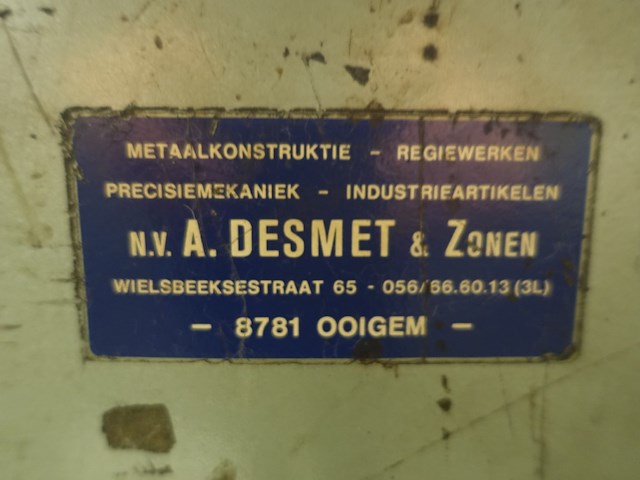 METAALKONSTRUKTIE - REGIEWERKEN
PRECISIEMEKANIEK - INDUSTRIEARTIKELEN
N.V. A. DESMET & ZONEN
WIELSBEEKSESTRAAT 65 - 056/66.60.13 (3L)
- 8781 OOIGEM -